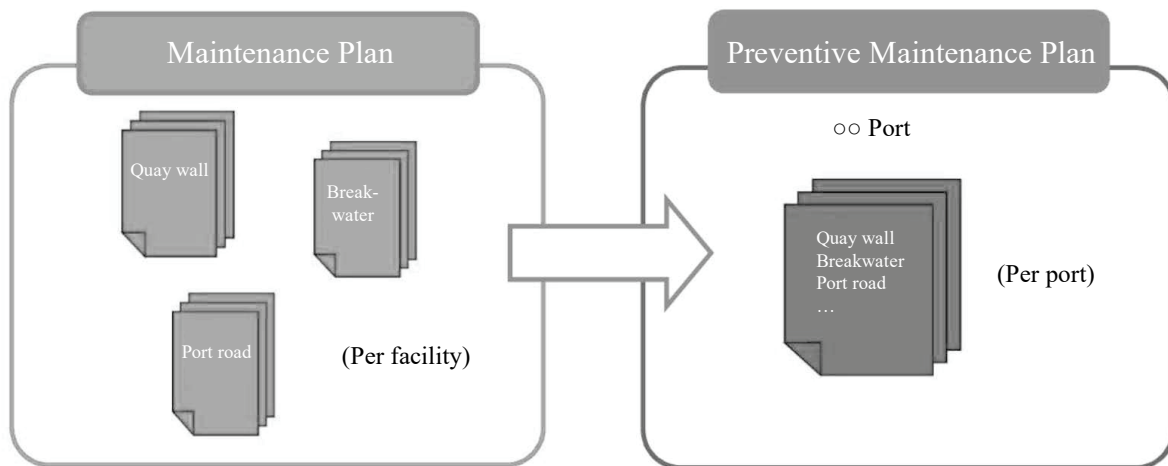 Maintenance Plan
Quay wall
Break-
water
Port road
(Per facility)
Preventive Maintenance Plan
○○ Port
Quay wall
Breakwater
Port road
…
(Per port)